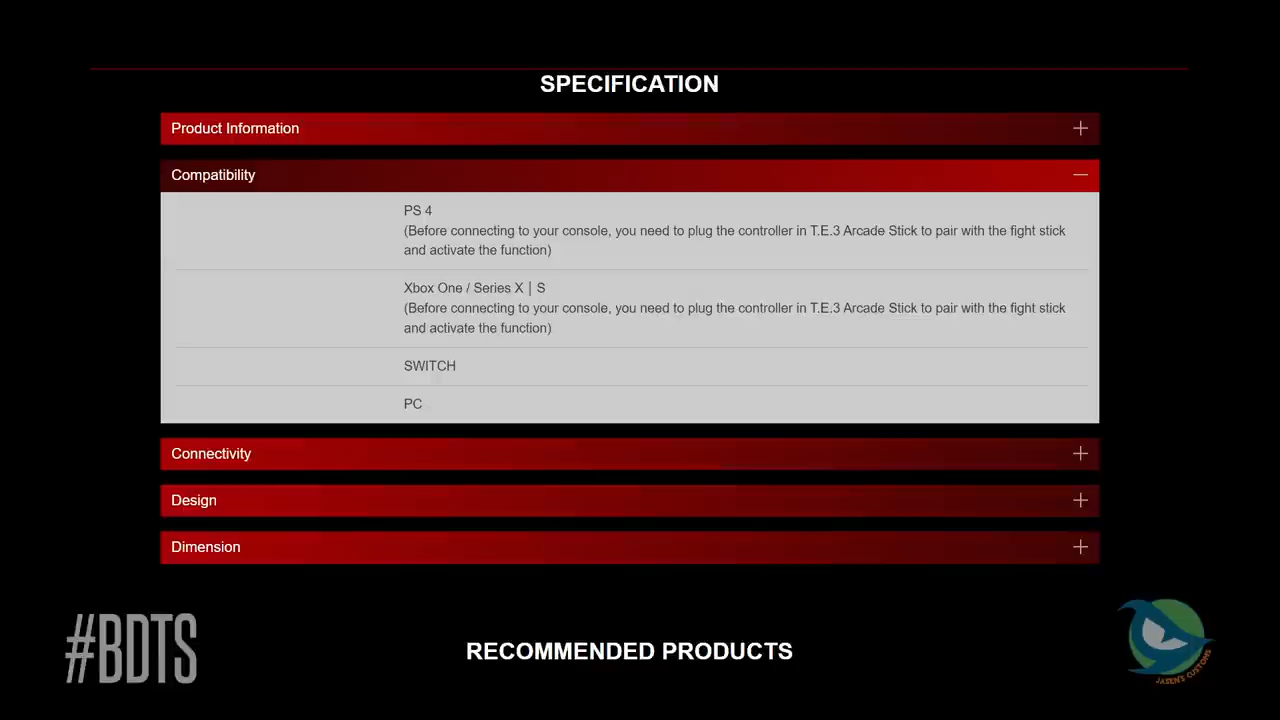 SPECIFICATION
Product Information
Compatibility
PS 4
(Before connecting to your console, you need to plug the controller in T.E.3 Arcade Stick to pair with the fight stick
and activate the function)
Xbox One / Series X | S
(Before connecting to your console, you need to plug the controller in T.E.3 Arcade Stick to pair with the fight stick
and activate the function)
SWITCH
PC
Connectivity
Design
Dimension
#BDTS
RECOMMENDED PRODUCTS
JASEN'S CUSTOMS